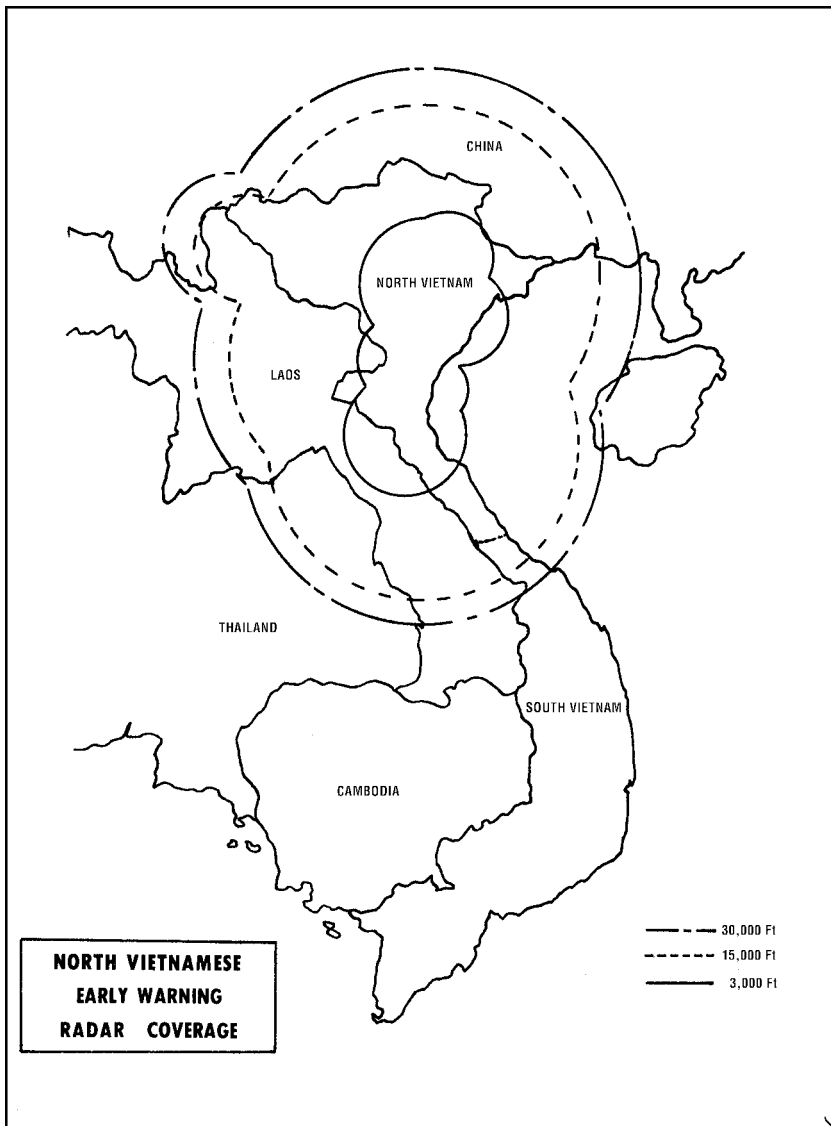 CHINA
NORTH VIETNAM
LAOS
THAILAND
SOUTH VIETNAM
CAMBODIA
30,000 Ft
15,000 Ft
3,000 Ft
NORTH VIETNAMESE
EARLY WARNING
RADAR COVERAGE